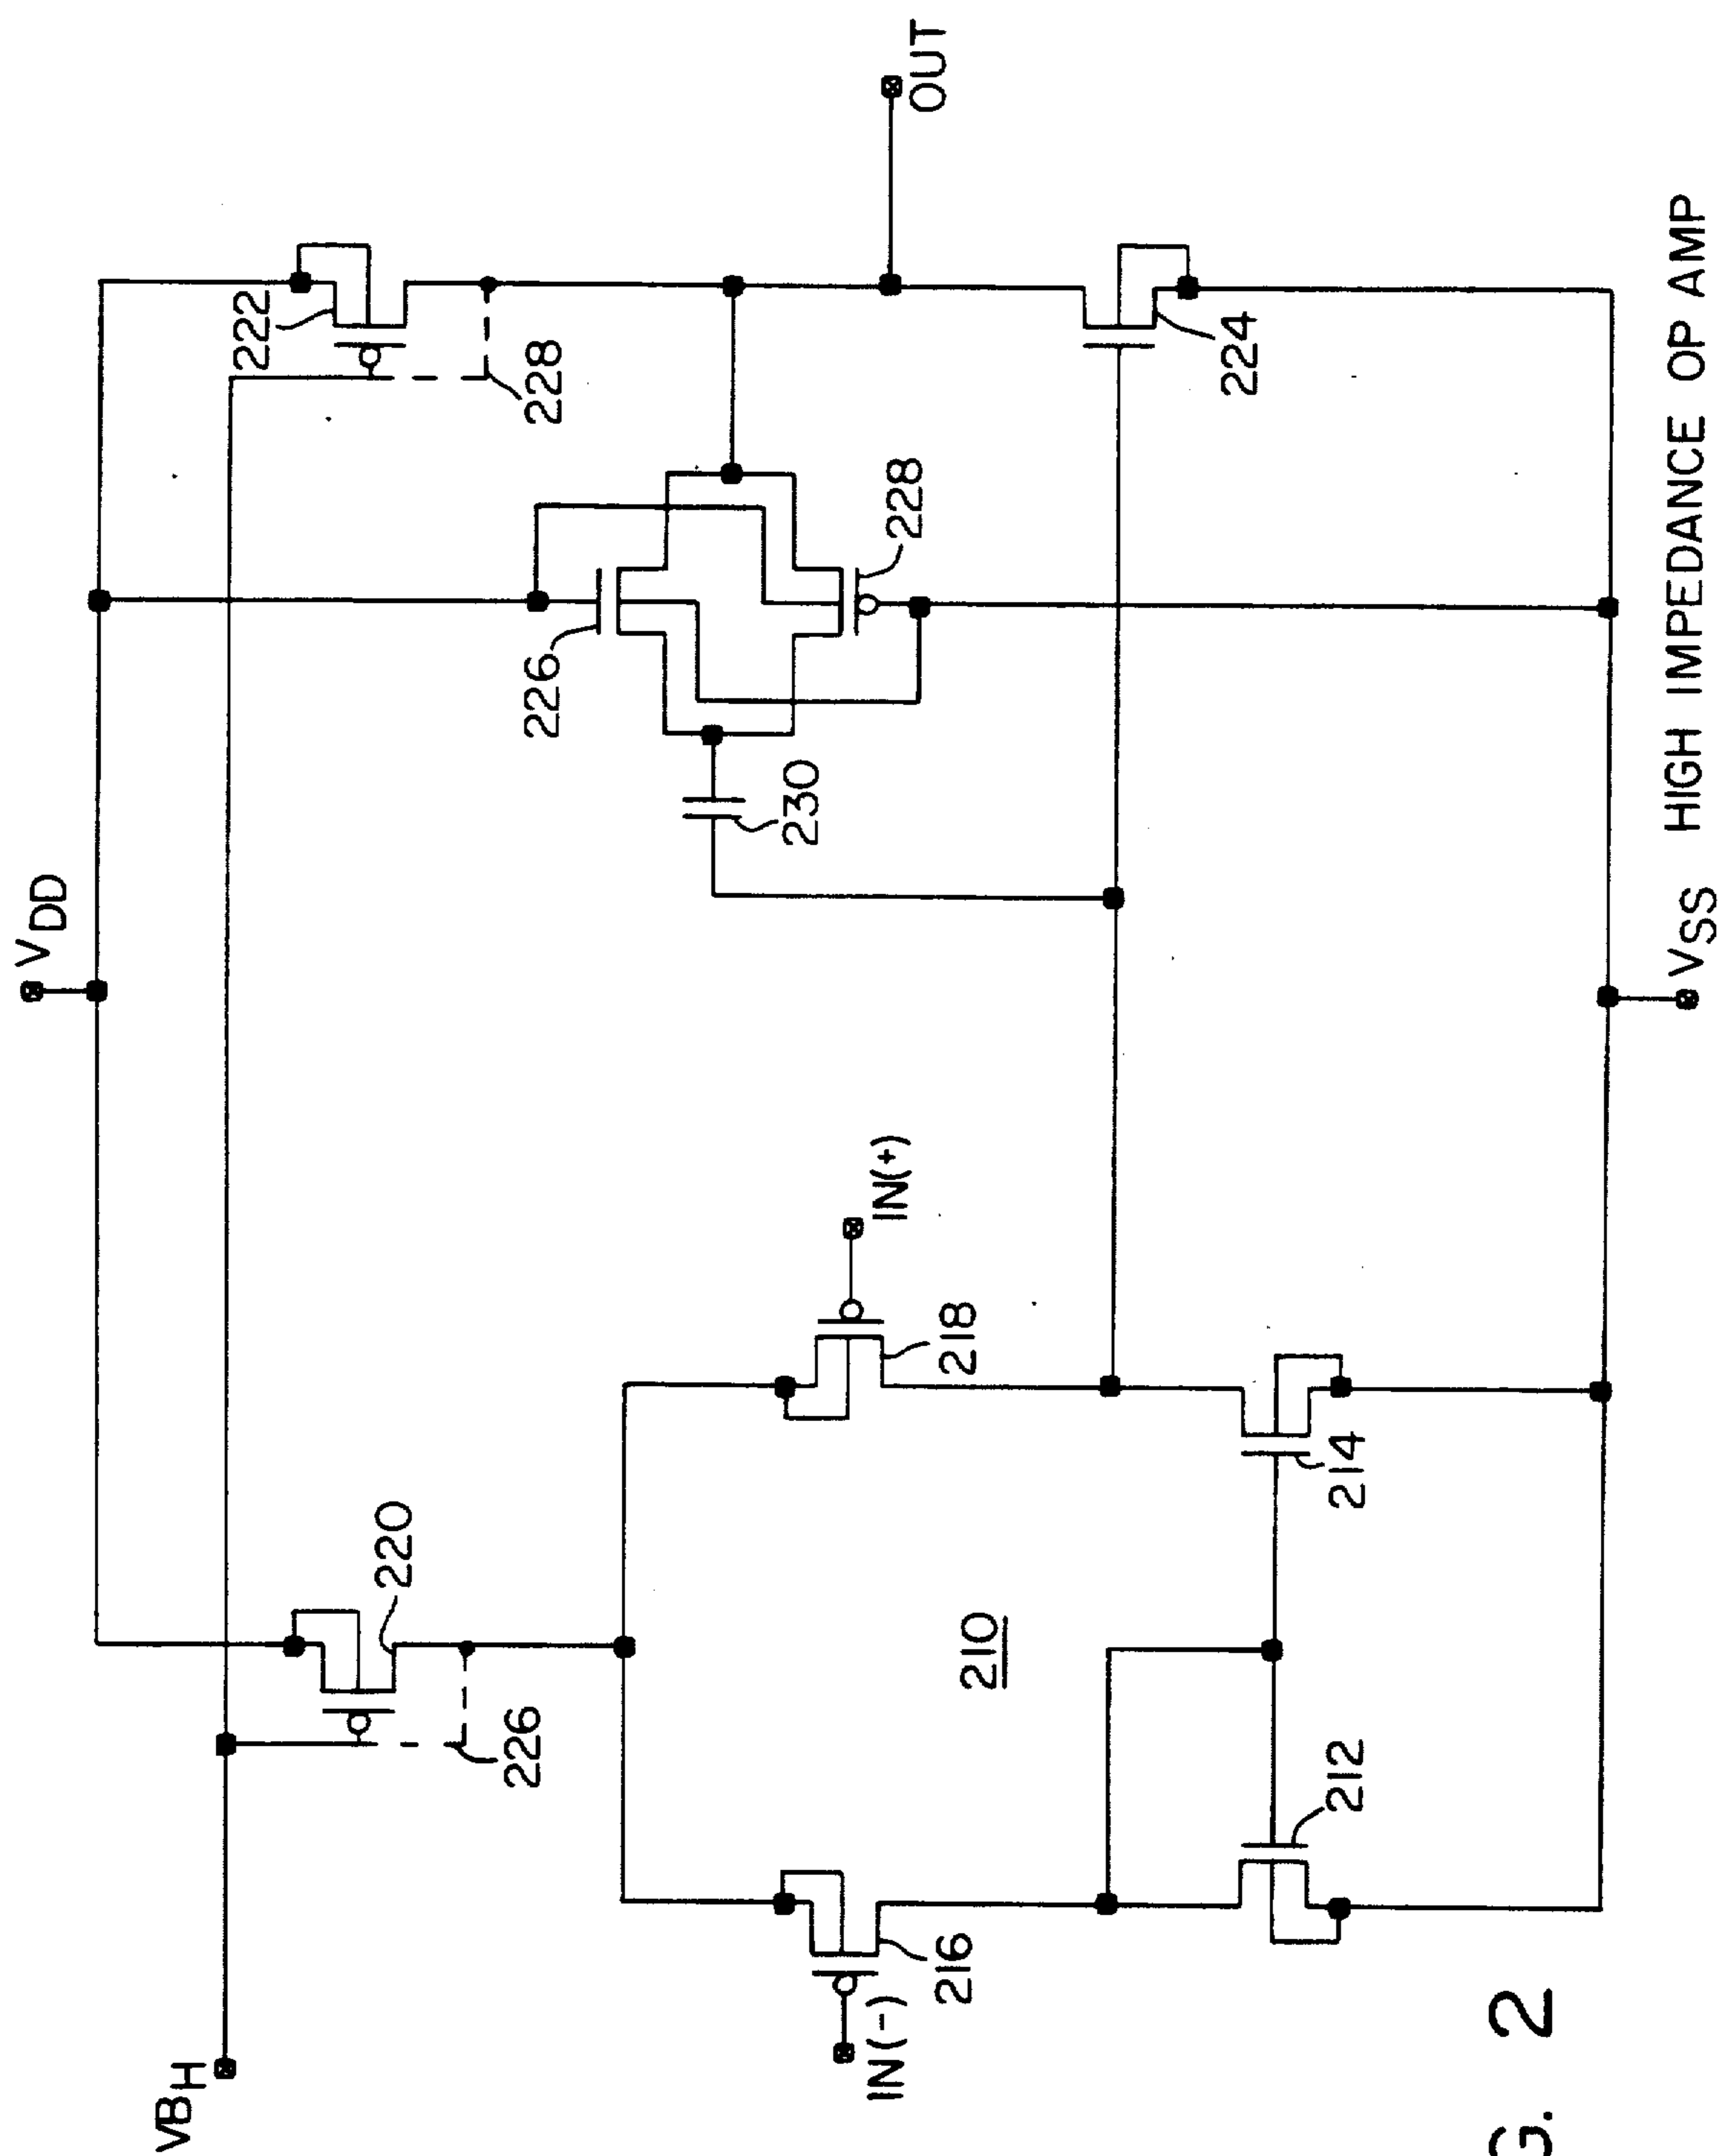 VDD
VBH
220
222
226
228
226
228
OUT
230
IN(-)
216
210
218
IN(+)
212
214
224
VSS
HIGH IMPEDANCE OP AMP
G. 2